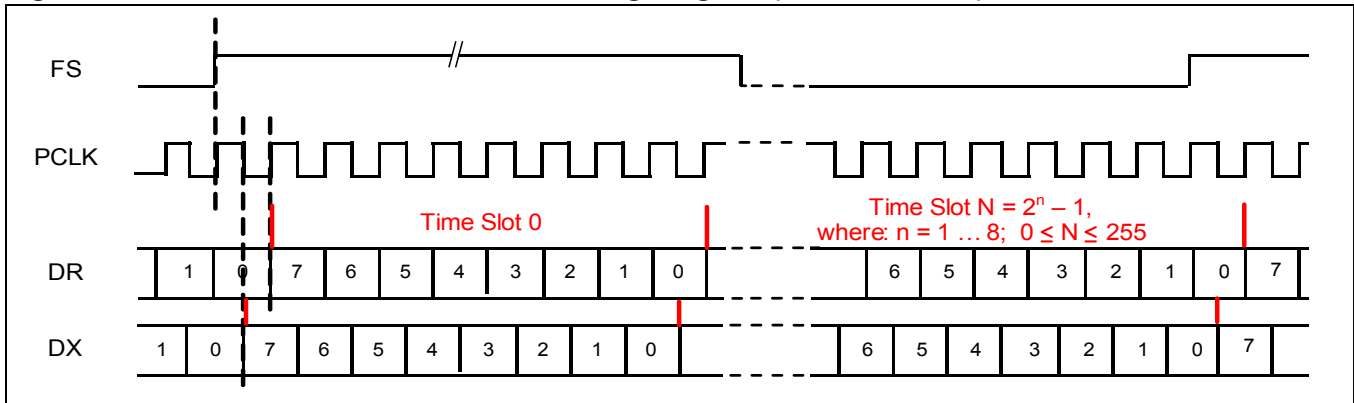 FS
PCLK
Time Slot 0
Time Slot N = 2ⁿ – 1,
where: n = 1 … 8; 0 ≤ N ≤ 255
DR 1 0 7 6 5 4 3 2 1 0 6 5 4 3 2 1 0 7
DX 1 0 7 6 5 4 3 2 1 0 6 5 4 3 2 1 0 7